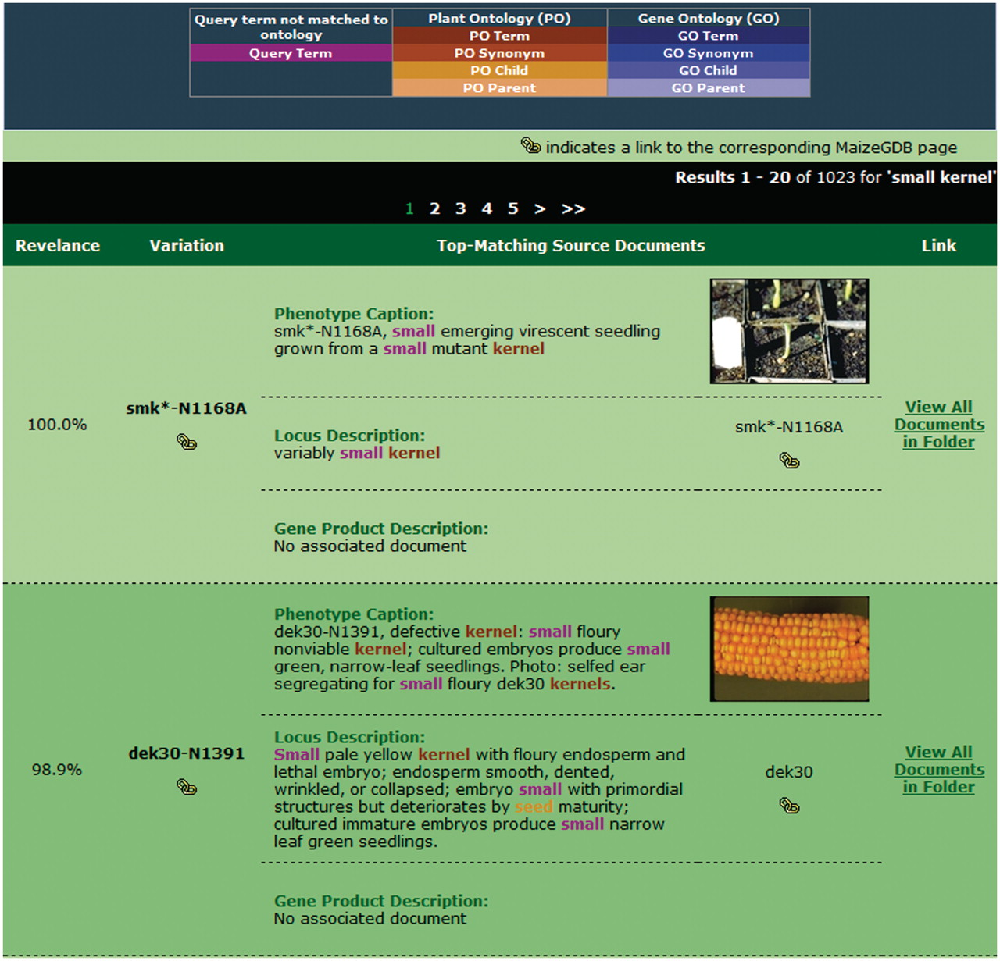 Query term not matched to ontology
Query Term
Plant Ontology (PO)
PO Term
PO Synonym
PO Child
PO Parent
Gene Ontology (GO)
GO Term
GO Synonym
GO Child
GO Parent
indicates a link to the corresponding MaizeGDB page
Results 1 - 20 of 1023 for 'small kernel'
1 2 3 4 5 > >>
Revelance Variation Top-Matching Source Documents Link
100.0%
smk*-N1168A
Phenotype Caption:
smk*-N1168A, small emerging virescent seedling
grown from a small mutant kernel
Locus Description:
variably small kernel
smk*-N1168A
Gene Product Description:
No associated document
View All
Documents
in Folder
98.9%
dek30-N1391
Phenotype Caption:
dek30-N1391, defective kernel: small floury
nonviable kernel; cultured embryos produce small
green, narrow-leaf seedlings. Photo: selfed ear
segregating for small floury dek30 kernels.
Locus Description:
Small pale yellow kernel with floury endosperm and
lethal embryo; endosperm smooth, dented,
wrinkled, or collapsed; embryo small with primordial
structures but deteriorates by seed maturity;
cultured immature embryos produce small narrow
leaf green seedlings.
dek30
Gene Product Description:
No associated document
View All
Documents
in Folder